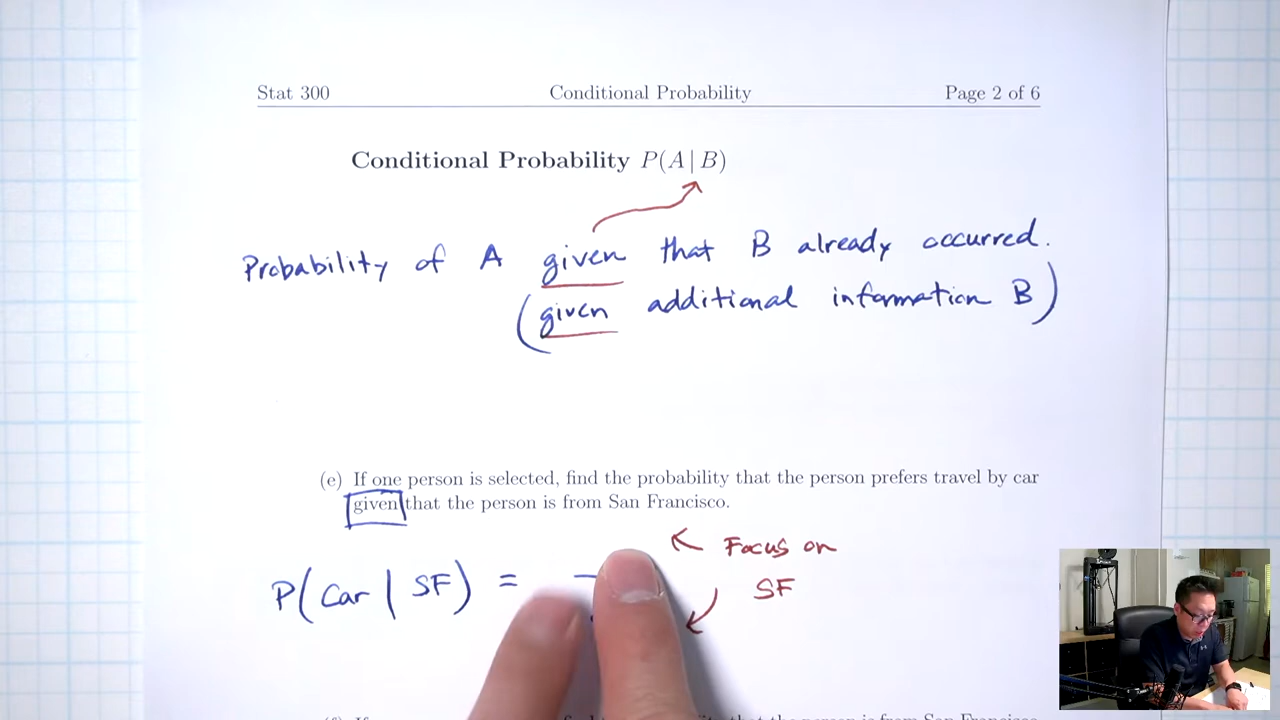 Stat 300 Conditional Probability Page 2 of 6
Conditional Probability P(A | B)
Probability of A given that B already occurred.
(given additional information B)
(e) If one person is selected, find the probability that the person prefers travel by car
given that the person is from San Francisco.
P(Car | SF) =
Focus on
SF